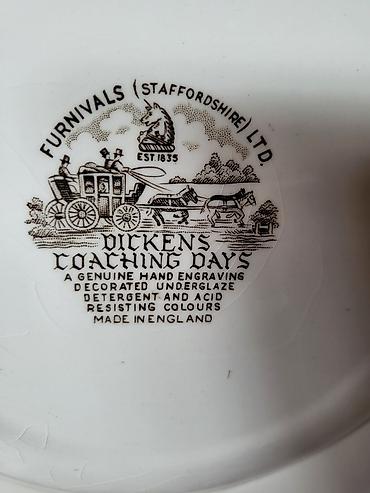 FURNIVALS (STAFFORDSHIRE) LTD.
EST. 1835
DICKENS
COACHING DAYS
A GENUINE HAND ENGRAVING
DECORATED UNDERGLAZE
DETERGENT AND ACID
RESISTING COLOURS
MADE IN ENGLAND